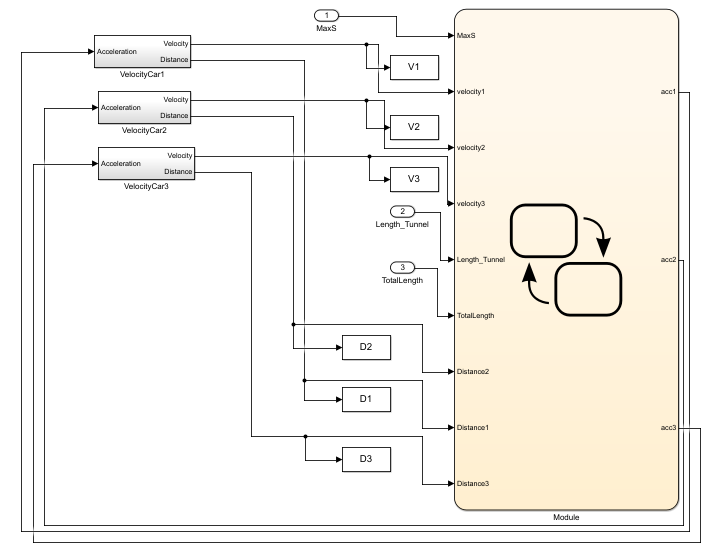 1
MaxS
MaxS
Velocity
Acceleration
Distance
VelocityCar1
V1
velocity1
acc1
Velocity
Acceleration
Distance
VelocityCar2
V2
velocity2
Velocity
Acceleration
Distance
VelocityCar3
V3
velocity3
2
Length_Tunnel
Length_Tunnel
acc2
3
TotalLength
TotalLength
D2
Distance2
D1
Distance1
acc3
D3
Distance3
Module